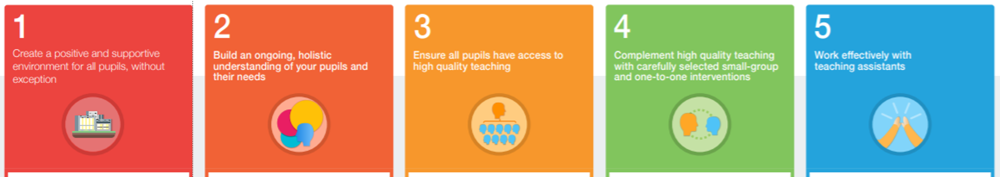 1
Create a positive and supportive
environment for all pupils, without
exception
2
Build an ongoing, holistic
understanding of your pupils and
their needs
3
Ensure all pupils have access to
high quality teaching
4
Complement high quality teaching
with carefully selected small-group
and one-to-one interventions
5
Work effectively with
teaching assistants